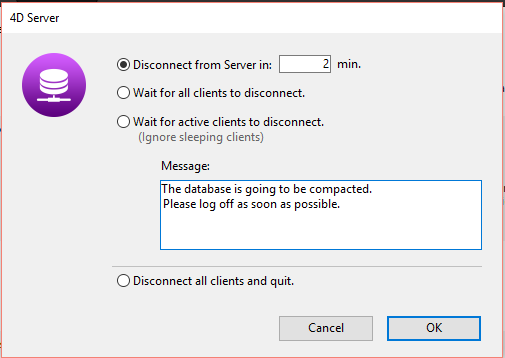 4D Server
Disconnect from Server in: 2 min.
Wait for all clients to disconnect.
Wait for active clients to disconnect.
(Ignore sleeping clients)
Message:
The database is going to be compacted.
Please log off as soon as possible.
Disconnect all clients and quit.
Cancel OK